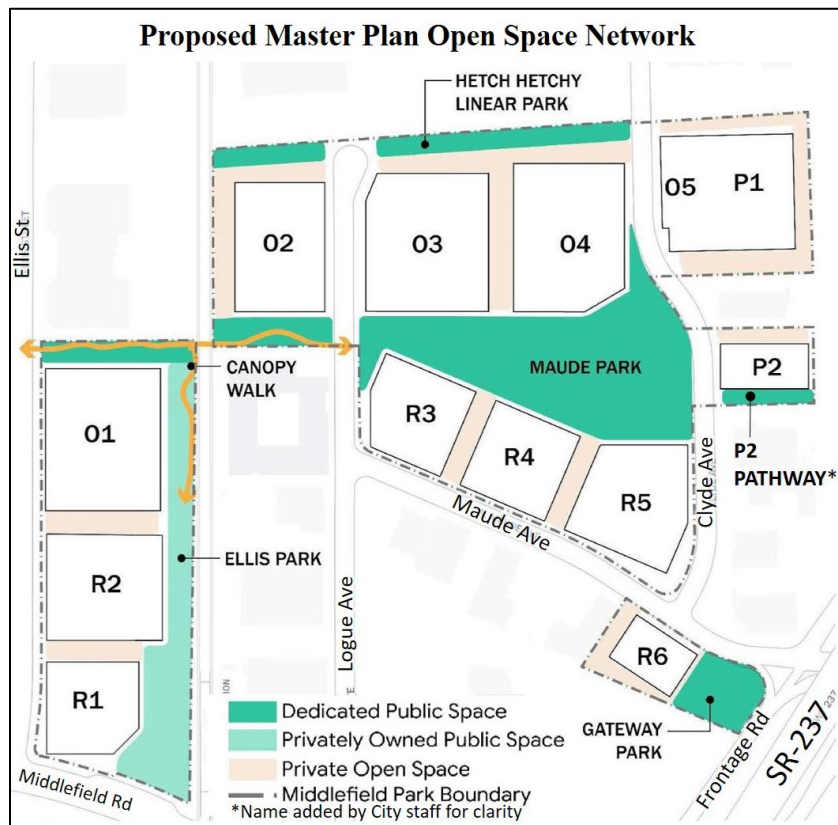 Proposed Master Plan Open Space Network
HETCH HETCHY
LINEAR PARK
O5
P1
O2
O3
O4
Ellis St
CANOPY
WALK
MAUDE PARK
P2
O1
R3
R4
R5
P2
PATHWAY*
Clyde Ave
Maude Ave
ELLIS PARK
R2
Logue Ave
R6
R1
GATEWAY
PARK
Frontage Rd
SR-237
237
Middlefield Rd
Dedicated Public Space
Privately Owned Public Space
Private Open Space
Middlefield Park Boundary
*Name added by City staff for clarity